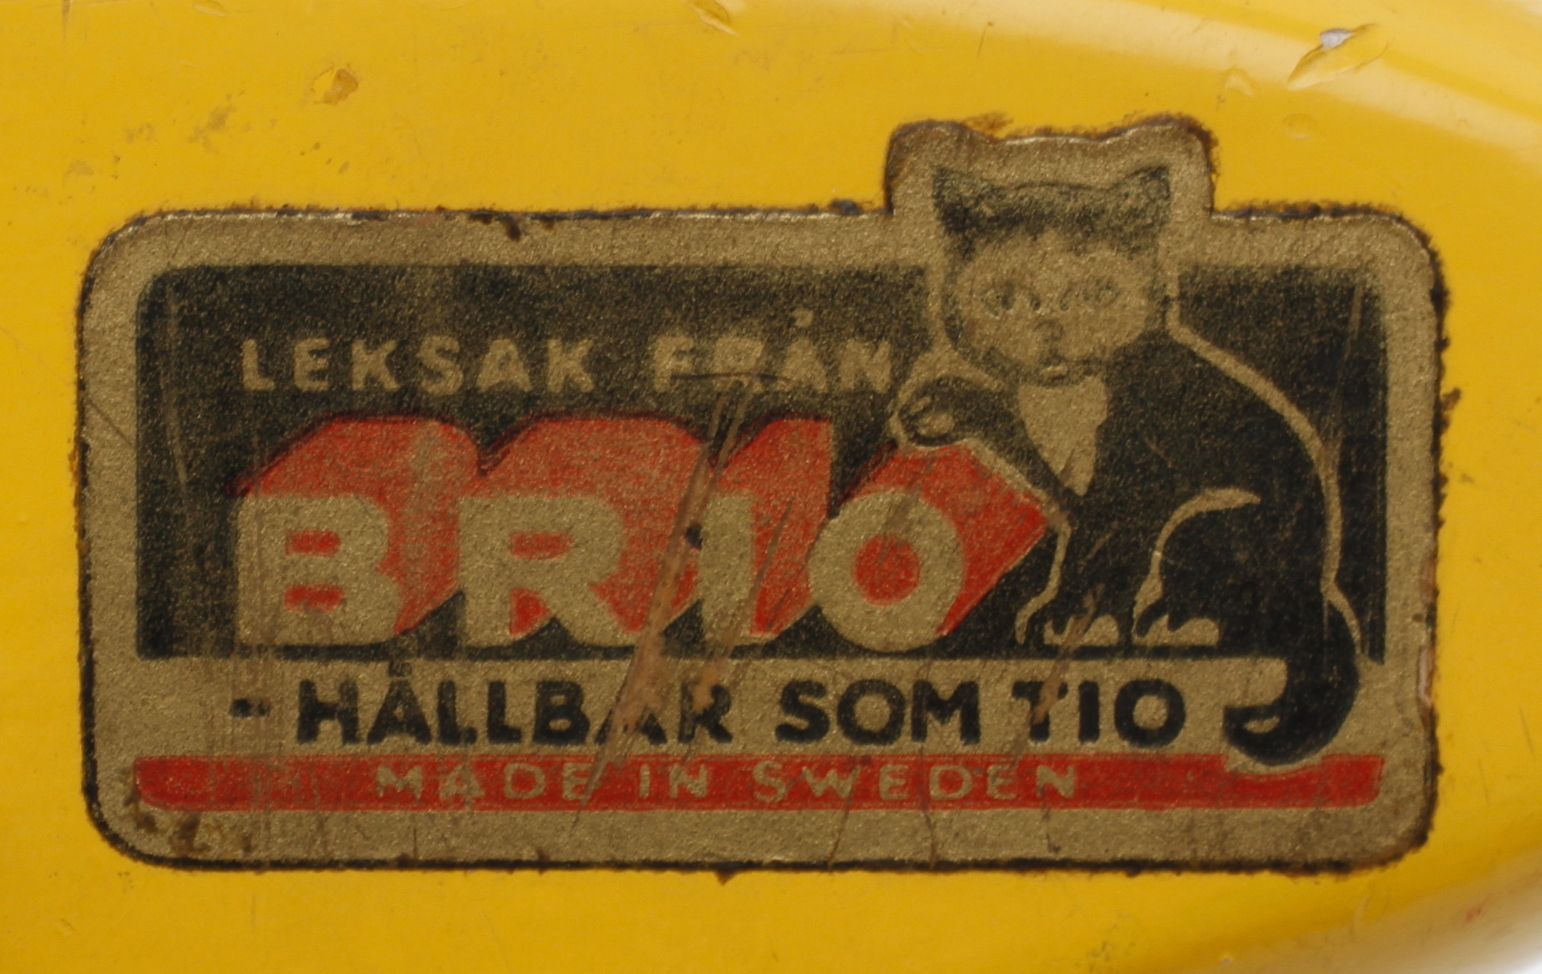 LEKSAK FRÅN
BRIO
-HÅLLBAR SOM TIO
MADE IN SWEDEN